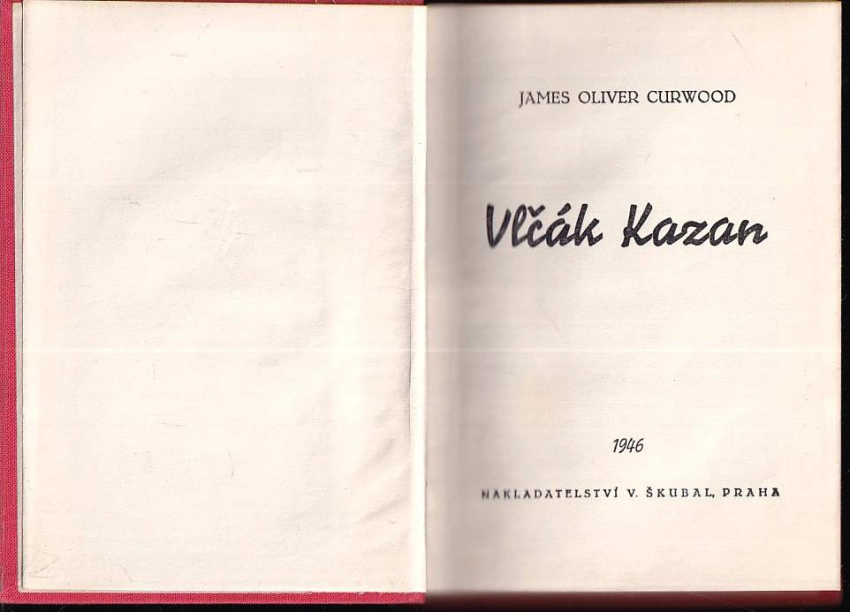 JAMES OLIVER CURWOOD
Vlčák Kazan
1946
NAKLADATELSTVÍ V. ŠKUBAL, PRAHA